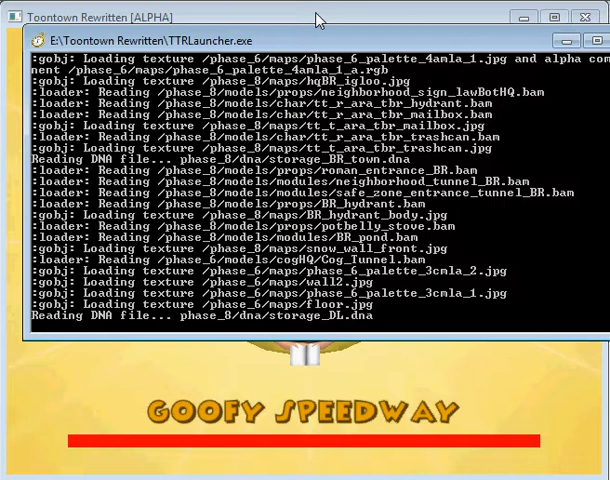 Toontown Rewritten [ALPHA]
E:\Toontown Rewritten\TTRLauncher.exe
:gobj: Loading texture /phase_6/maps/phase_6_palette_4amla_1.jpg and alpha com
nent /phase_6/maps/phase_6_palette_4amla_1_a.rgb
:gobj: Loading texture /phase_8/maps/hqBR_igloo.jpg
:loader: Reading /phase_8/models/props/neighborhood_sign_lawBotHQ.bam
:loader: Reading /phase_8/models/char/tt_r_ara_tbr_hydrant.bam
:loader: Reading /phase_8/models/char/tt_r_ara_tbr_mailbox.bam
:gobj: Loading texture /phase_8/maps/tt_t_ara_tbr_mailbox.jpg
:loader: Reading /phase_8/models/char/tt_r_ara_tbr_trashcan.bam
:gobj: Loading texture /phase_8/maps/tt_t_ara_tbr_trashcan.jpg
Reading DNA file... phase_8/dna/storage_BR_town.dna
:loader: Reading /phase_8/models/props/roman_entrance_BR.bam
:loader: Reading /phase_8/models/modules/neighborhood_tunnel_BR.bam
:loader: Reading /phase_8/models/modules/safe_zone_entrance_tunnel_BR.bam
:loader: Reading /phase_8/models/props/BR_hydrant.bam
:gobj: Loading texture /phase_6/maps/BR_hydrant_body.jpg
:loader: Reading /phase_8/models/props/potbelly_stove.bam
:loader: Reading /phase_8/models/modules/BR_pond.bam
:gobj: Loading texture /phase_6/maps/snow_wall_front.jpg
:loader: Reading /phase_6/models/cogHQ/Cog_Tunnel.bam
:gobj: Loading texture /phase_6/maps/phase_6_palette_3cmla_2.jpg
:gobj: Loading texture /phase_6/maps/wall2.jpg
:gobj: Loading texture /phase_6/maps/phase_6_palette_3cmla_1.jpg
:gobj: Loading texture /phase_6/maps/floor.jpg
Reading DNA file... phase_8/dna/storage_DL.dna
GOOFY SPEEDWAY